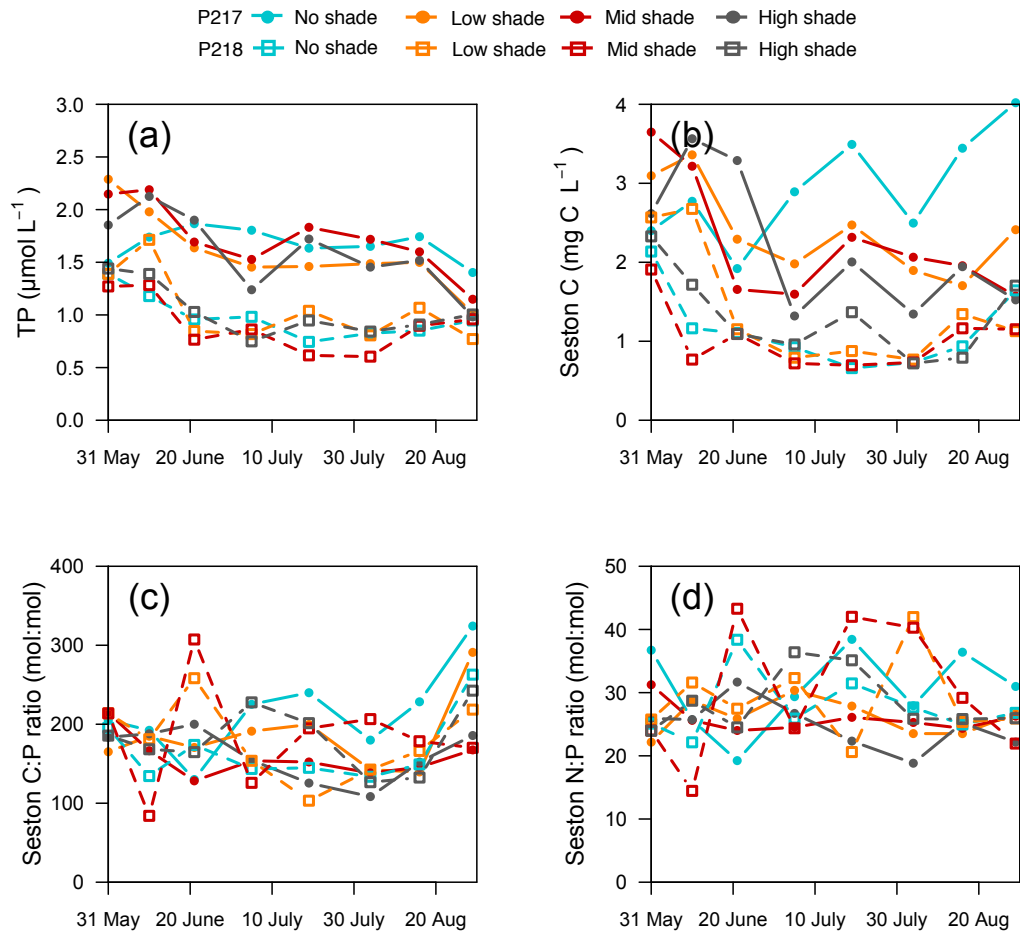 P217 No shade Low shade Mid shade High shade
P218 No shade Low shade Mid shade High shade
(a)
TP (µmol L⁻¹)
3.0
2.5
2.0
1.5
1.0
0.5
0.0
31 May 20 June 10 July 30 July 20 Aug
(b)
Seston C (mg C L⁻¹)
4
3
2
1
0
31 May 20 June 10 July 30 July 20 Aug
(c)
Seston C:P ratio (mol:mol)
400
300
200
100
0
31 May 20 June 10 July 30 July 20 Aug
(d)
Seston N:P ratio (mol:mol)
50
40
30
20
10
0
31 May 20 June 10 July 30 July 20 Aug